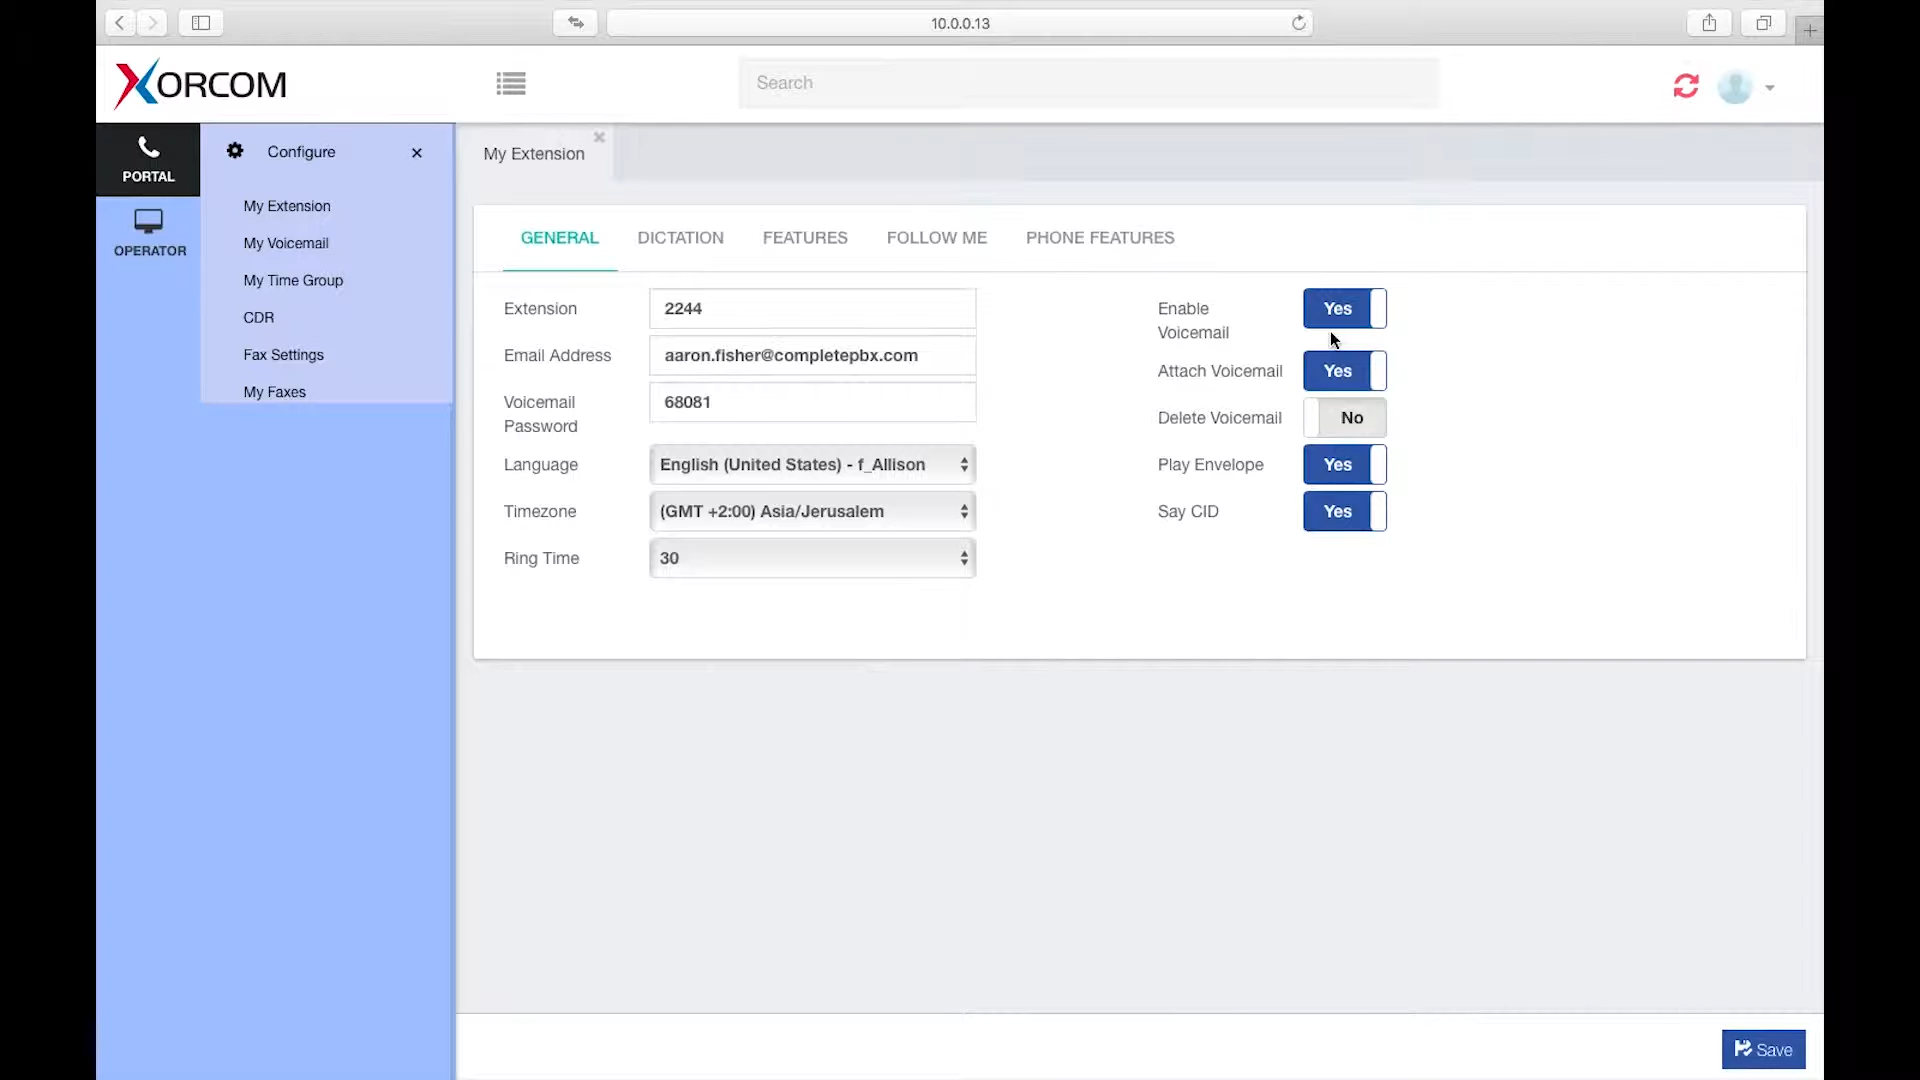 10.0.0.13
XORCOM
Search
PORTAL
OPERATOR
Configure
My Extension
My Voicemail
My Time Group
CDR
Fax Settings
My Faxes
My Extension
GENERAL DICTATION FEATURES FOLLOW ME PHONE FEATURES
Extension 2244
Email Address aaron.fisher@completepbx.com
Voicemail
Password
68081
Language English (United States) - f_Allison
Timezone (GMT +2:00) Asia/Jerusalem
Ring Time 30
Enable
Voicemail
Yes
Attach Voicemail Yes
Delete Voicemail No
Play Envelope Yes
Say CID Yes
Save